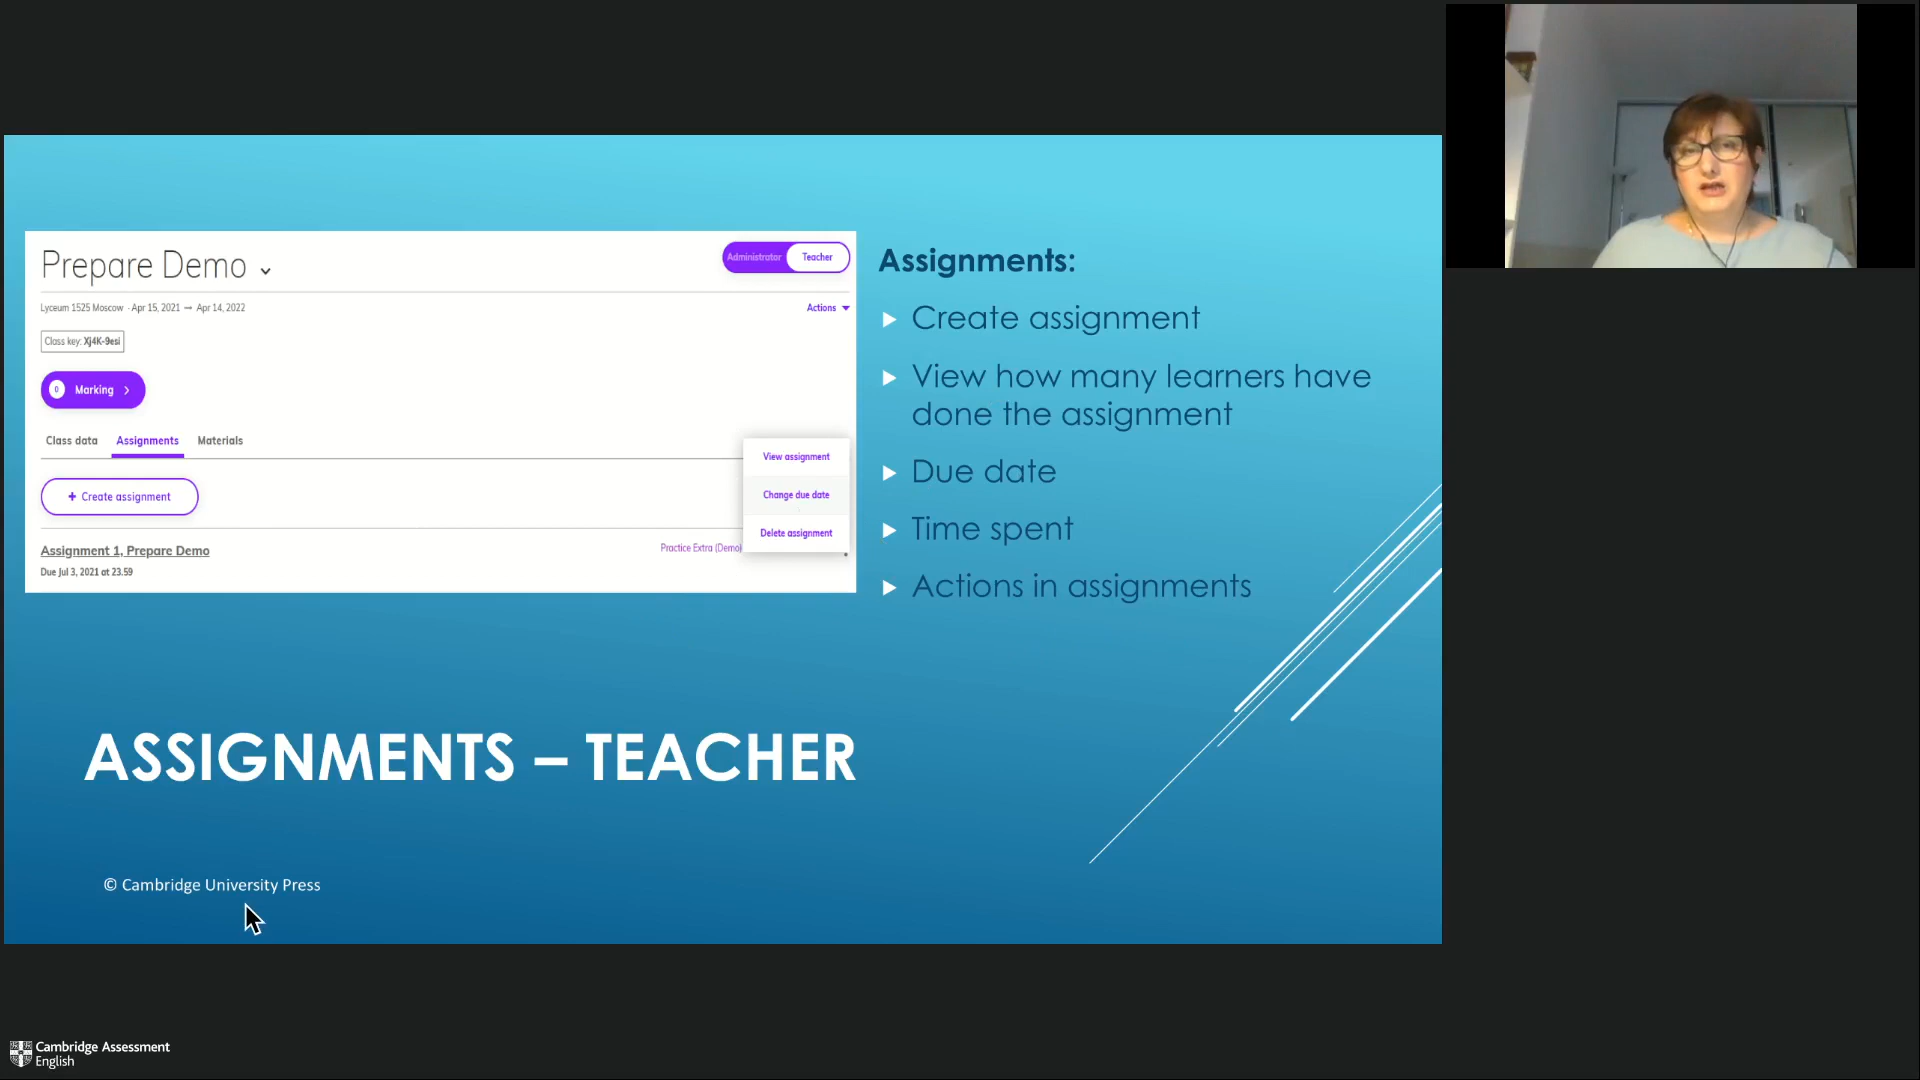 Prepare Demo
Administrator Teacher
Lyceum 1525 Moscow - Apr 15, 2021 → Apr 14, 2022
Actions
Class key: Xj4K-9esi
0 Marking >
Class data Assignments Materials
View assignment
Change due date
Delete assignment
+ Create assignment
Assignment 1, Prepare Demo
Practice Extra (Demo)
Due Jul 3, 2021 at 23.59
Assignments:
Create assignment
View how many learners have
done the assignment
Due date
Time spent
Actions in assignments
ASSIGNMENTS – TEACHER
© Cambridge University Press
Cambridge Assessment
English